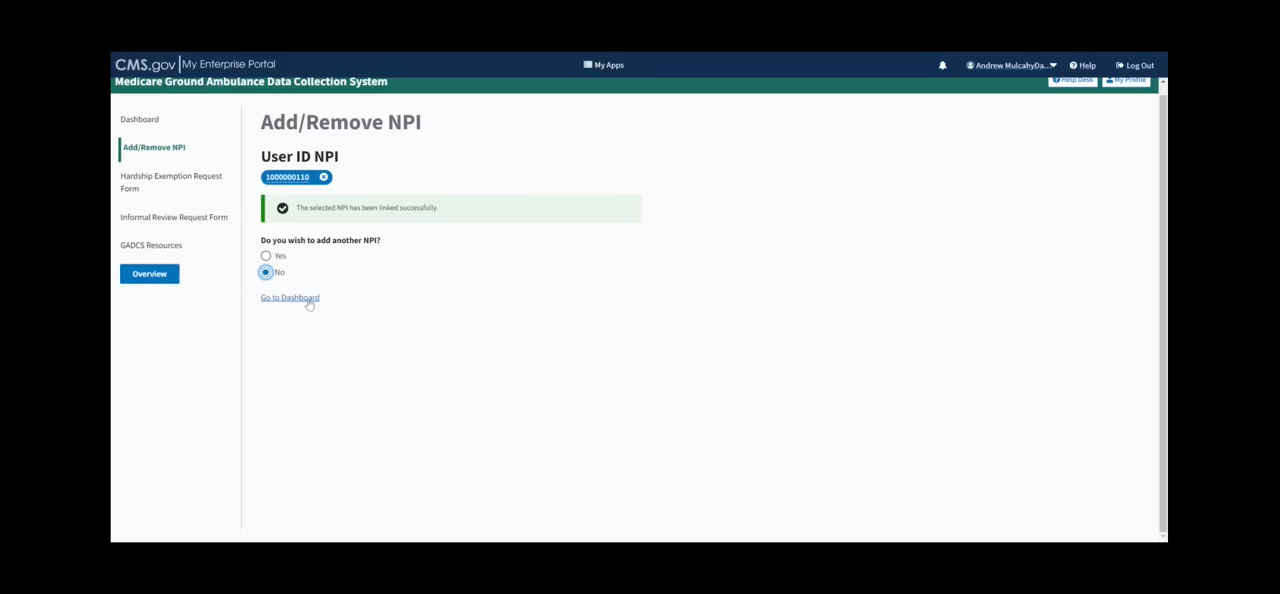 CMS.gov My Enterprise Portal
My Apps
Andrew MulcahyDa...
Help
Log Out
Medicare Ground Ambulance Data Collection System
Help Desk
My Profile
Dashboard
Add/Remove NPI
Hardship Exemption Request
Form
Informal Review Request Form
GADCS Resources
Overview
Add/Remove NPI
User ID NPI
1000000110
The selected NPI has been linked successfully.
Do you wish to add another NPI?
Yes
No
Go to Dashboard